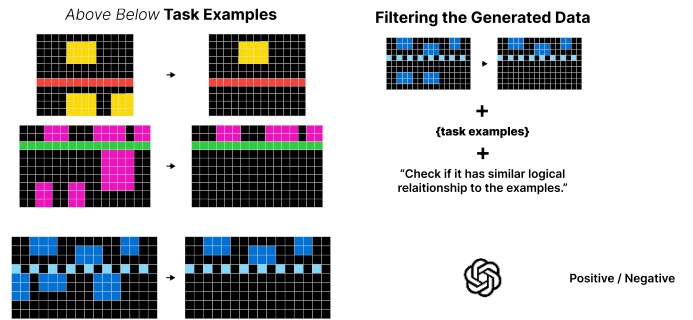 Above Below Task Examples
Filtering the Generated Data
+
{task examples}
+
“Check if it has similar logical
relaitionship to the examples.”
Positive / Negative